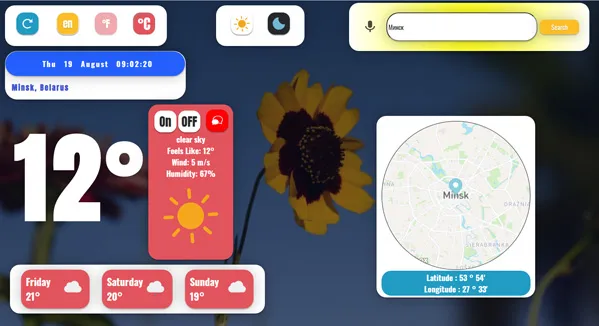 en
°F
°C
Минск
Search
Thu 19 August 09:02:20
Minsk, Belarus
12°
On OFF
clear sky
Feels Like: 12°
Wind: 5 m/s
Humidity: 67%
Friday
21°
Saturday
20°
Sunday
19°
Minsk
Latitude : 53 ° 54'
Longitude : 27 ° 33'